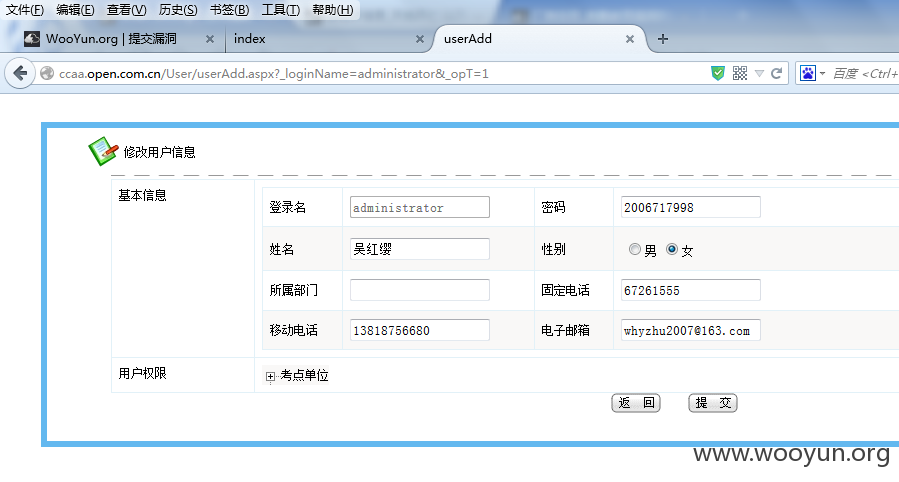 文件(F) 编辑(E) 查看(V) 历史(S) 书签(B) 工具(T) 帮助(H)
WooYun.org | 提交漏洞 × index × userAdd × +
ccaa.open.com.cn/User/userAdd.aspx?_loginName=administrator&_opT=1 百度 <Ctrl+
修改用户信息
基本信息
登录名 administrator 密码 2006717998
姓名 吴红缨 性别 男 女
所属部门 固定电话 67261555
移动电话 13818756680 电子邮箱 whyzhu2007@163.com
用户权限 考点单位
返 回 提 交
www.wooyun.org